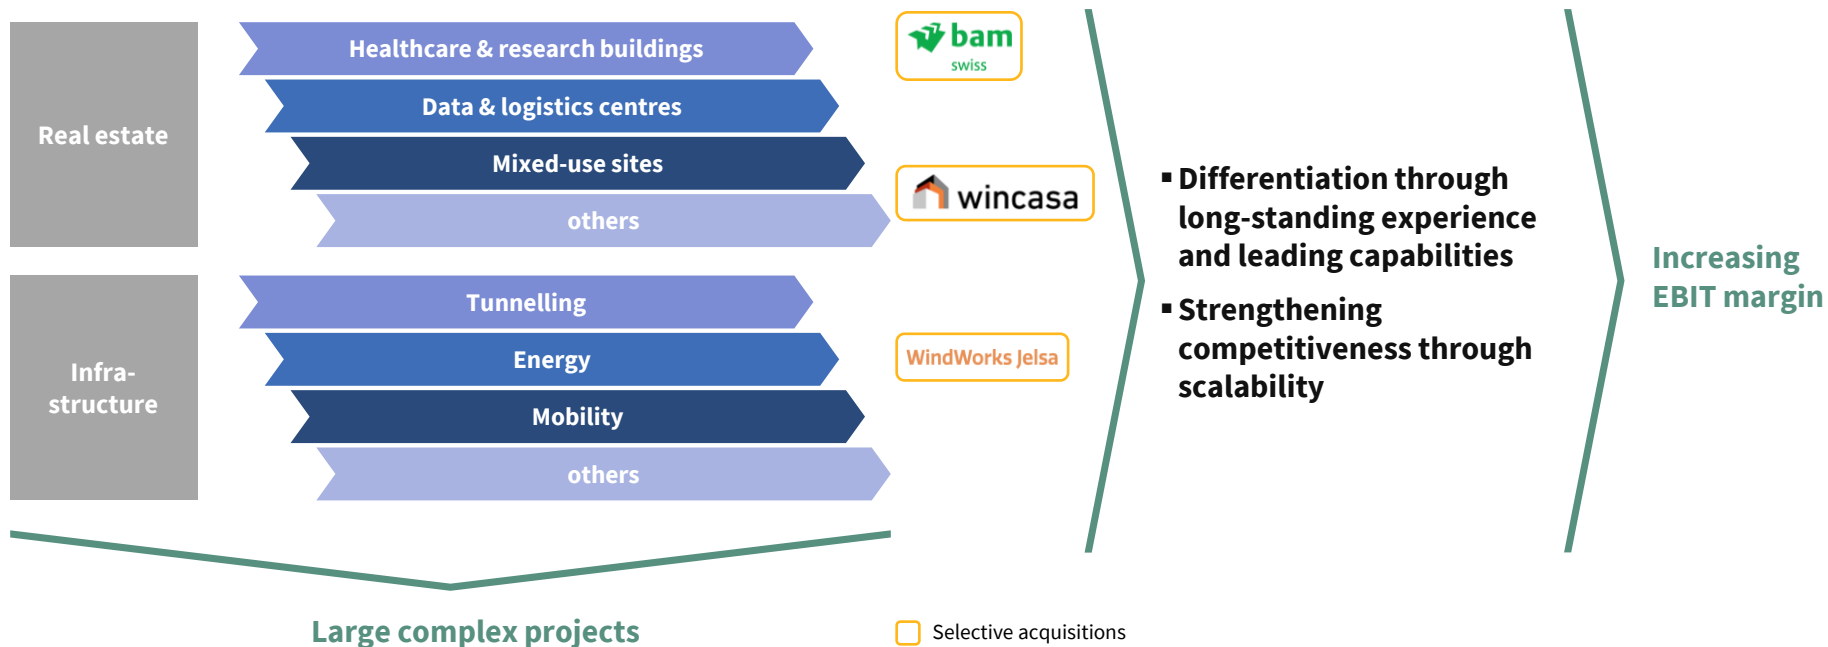 Real estate
Healthcare & research buildings
Data & logistics centres
Mixed-use sites
others
bam
swiss
wincasa
Infra-
structure
Tunnelling
Energy
Mobility
others
WindWorks Jelsa
Large complex projects
Selective acquisitions
▪ Differentiation through
long-standing experience
and leading capabilities
▪ Strengthening
competitiveness through
scalability
Increasing
EBIT margin